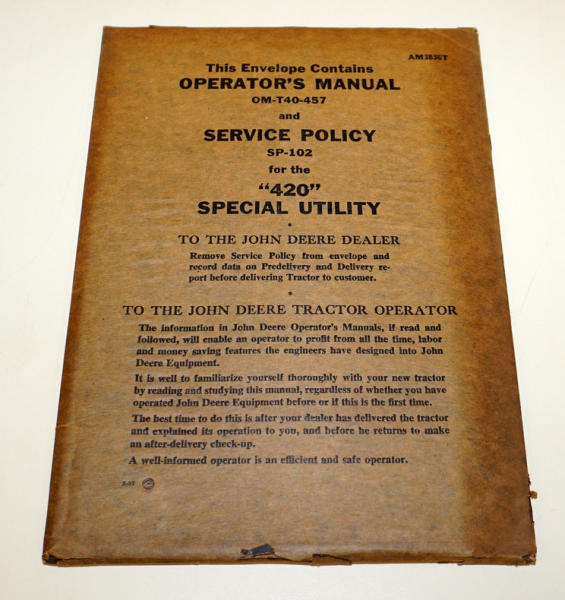 AM3836T
This Envelope Contains
OPERATOR'S MANUAL
OM-T40-457
and
SERVICE POLICY
SP-102
for the
"420"
SPECIAL UTILITY
TO THE JOHN DEERE DEALER
Remove Service Policy from envelope and
record data on Predelivery and Delivery re-
port before delivering Tractor to customer.
TO THE JOHN DEERE TRACTOR OPERATOR
The information in John Deere Operator's Manuals, if read and
followed, will enable an operator to profit from all the time, labor
and money saving features the engineers have designed into John
Deere Equipment.
It is well to familiarize yourself thoroughly with your new tractor
by reading and studying this manual, regardless of whether you have
operated John Deere Equipment before or if this is the first time.
The best time to do this is after your dealer has delivered the tractor
and explained its operation to you, and before he returns to make
an after-delivery check-up.
A well-informed operator is an efficient and safe operator.